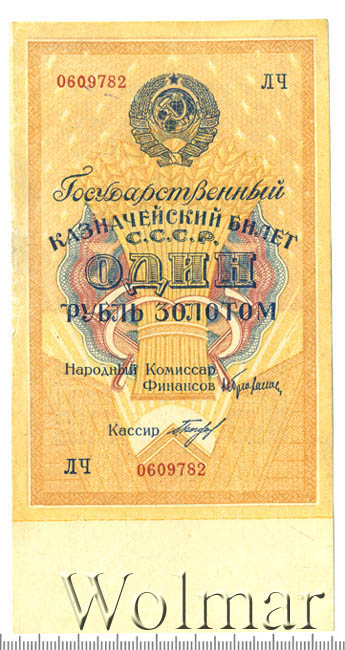 0609782 ЛЧ
Государственный
КАЗНАЧЕЙСКИЙ БИЛЕТ
С.С.С.Р.
ОДИН
РУБЛЬ ЗОЛОТОМ
Народный Комиссар
Финансов
Кассир
ЛЧ 0609782
Wolmar